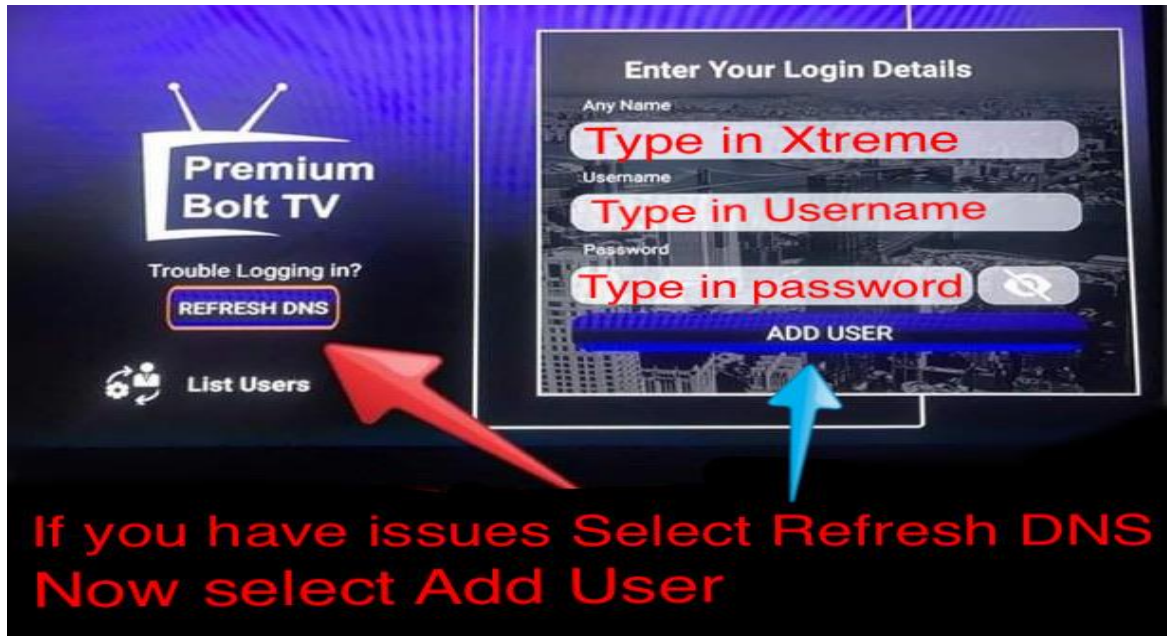 Premium
Bolt TV
Trouble Logging in?
REFRESH DNS
List Users
Enter Your Login Details
Any Name
Type in Xtreme
Username
Type in Username
Password
Type in password
ADD USER
If you have issues Select Refresh DNS
Now select Add User